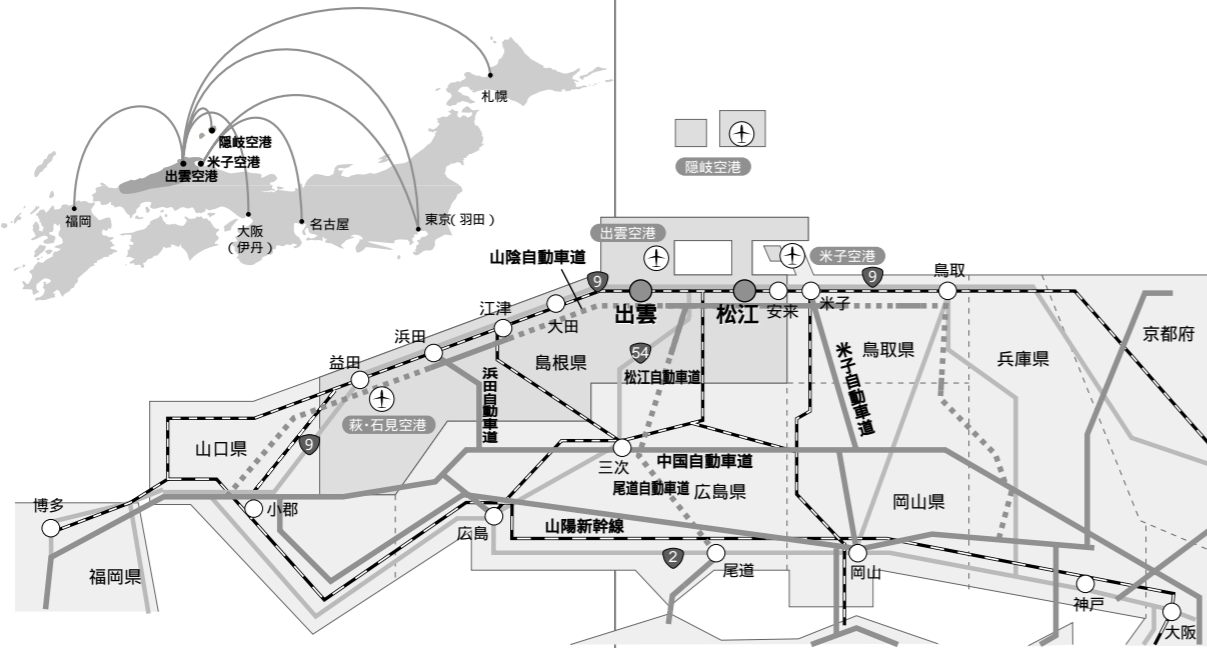 札幌
隠岐空港
米子空港
出雲空港
福岡
大阪
(伊丹)
名古屋
東京(羽田)
隠岐空港
出雲空港
米子空港
山陰自動車道
9
9
鳥取
出雲
松江
安来
米子
大田
江津
浜田
益田
島根県
54
松江自動車道
鳥取県
米子自動車道
兵庫県
京都府
浜田自動車道
萩・石見空港
9
山口県
三次
中国自動車道
尾道自動車道
広島県
岡山県
博多
小郡
広島
山陽新幹線
2
尾道
岡山
福岡県
神戸
大阪